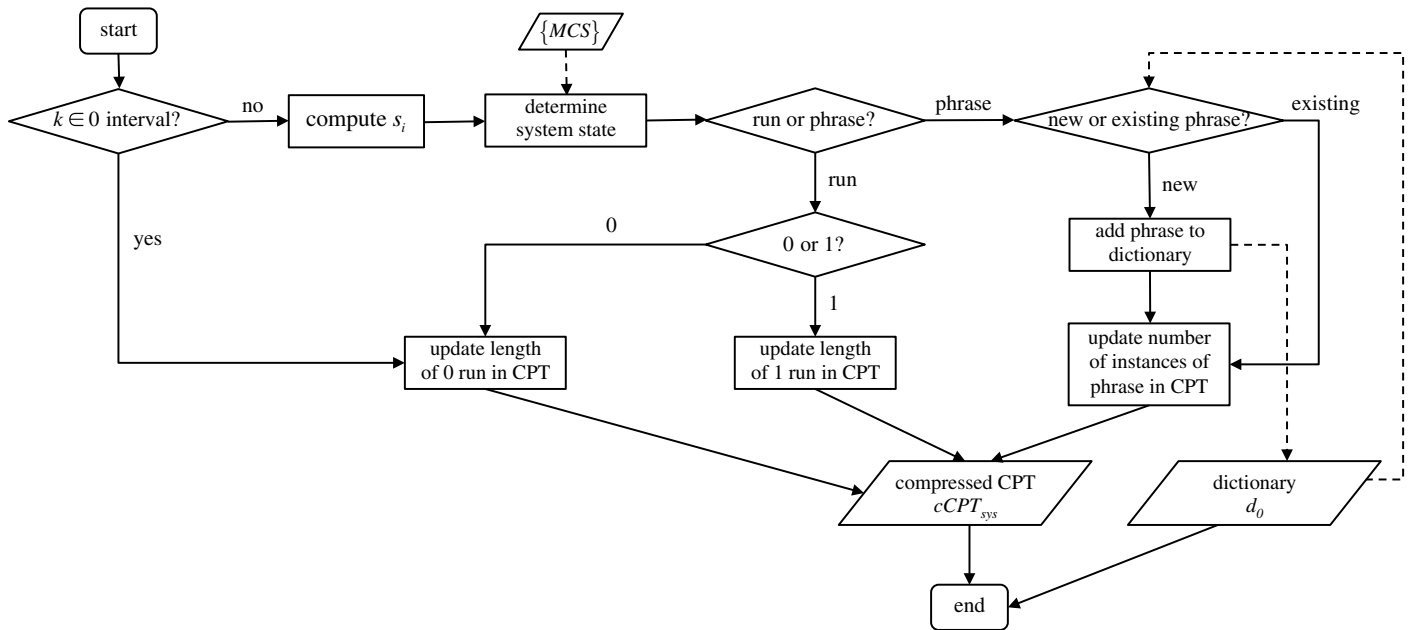 start
{MCS}
k ∈ 0 interval?
no
compute s_i
determine
system state
run or phrase?
phrase
new or existing phrase?
existing
yes
run
new
0
0 or 1?
add phrase to
dictionary
1
update length
of 0 run in CPT
update length
of 1 run in CPT
update number
of instances of
phrase in CPT
compressed CPT
cCPT_sys
dictionary
d_0
end